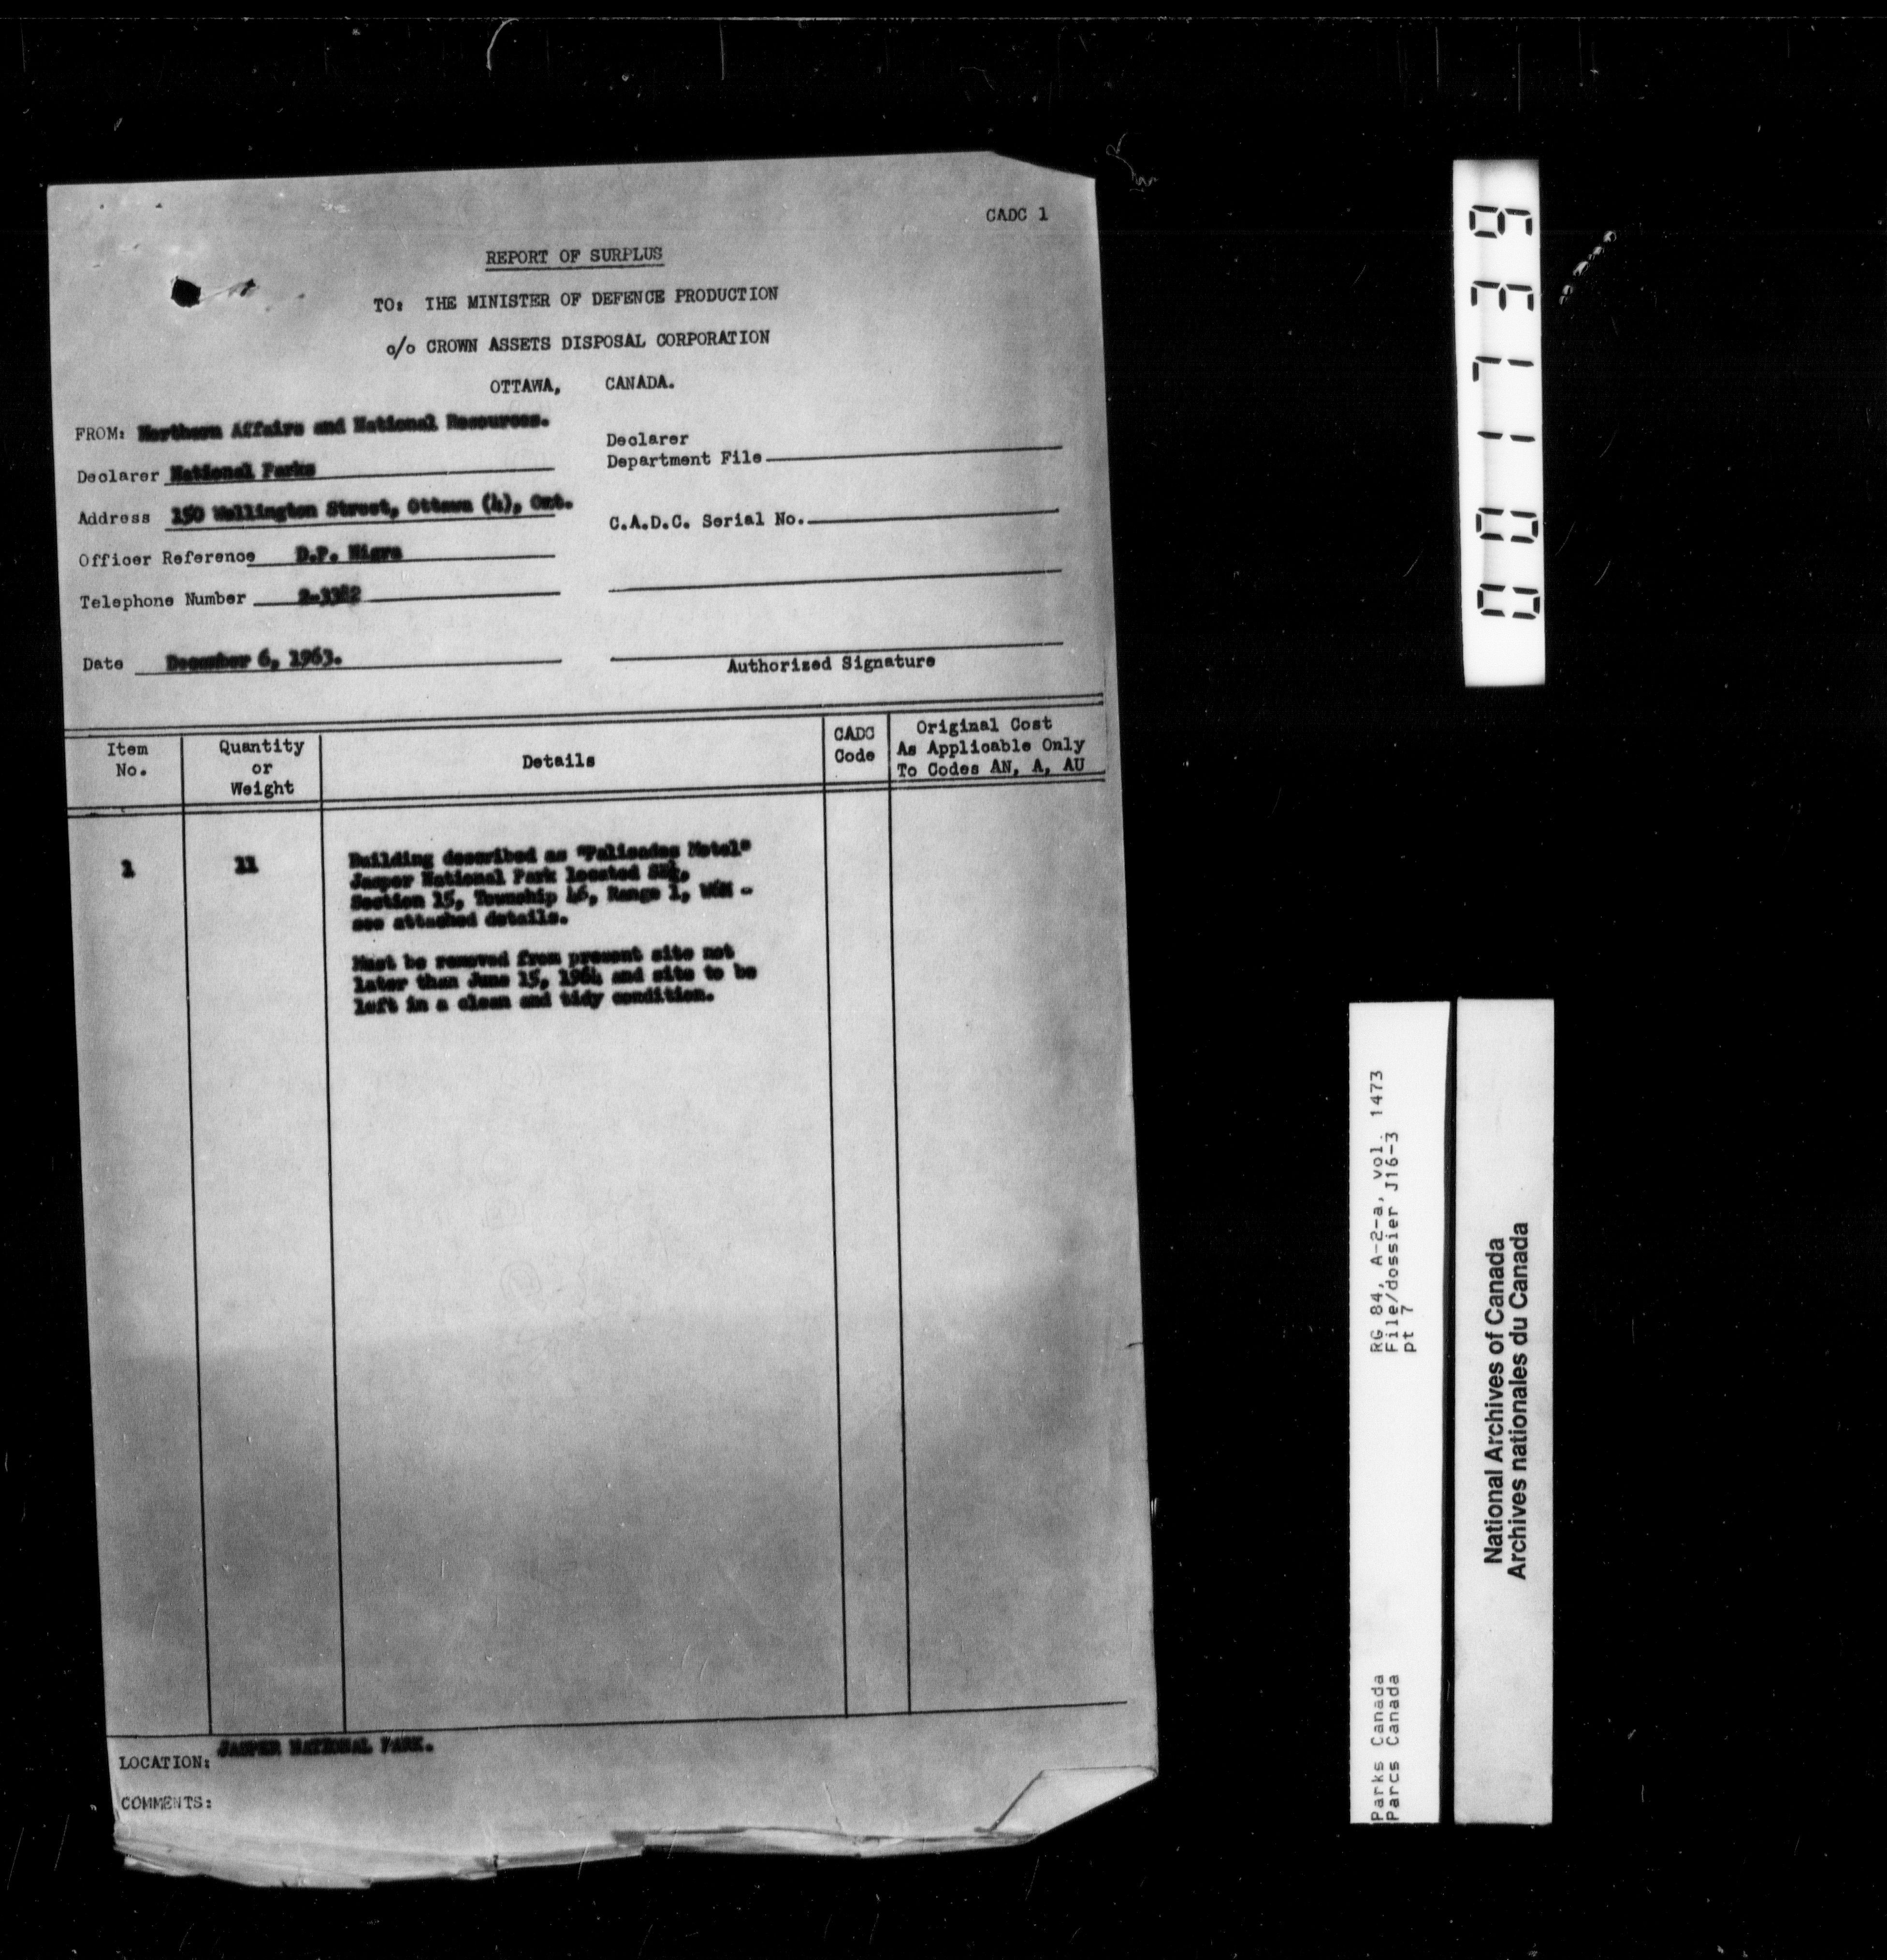 CADC 1
REPORT OF SURPLUS
TO: THE MINISTER OF DEFENCE PRODUCTION
c/o CROWN ASSETS DISPOSAL CORPORATION
OTTAWA, CANADA.
FROM: Northern Affairs and National Resources.
Declarer
Department File
Declarer National Parks
Address 150 Wellington Street, Ottawa (4), Ont.
C.A.D.C. Serial No.
Officer Reference D.P. Nigra
Telephone Number 2-3382
Date December 6, 1963.
Authorized Signature
Item No.
Quantity or Weight
Details
CADC Code
Original Cost
As Applicable Only
To Codes AN, A, AU
1 11 Building described as "Palisades Motel"
Jasper National Park located
Section 15, Township 46, Range 1, W6M -
see attached details.
Must be removed from present site not
later than June 15, 1964 and site to be
left in a clean and tidy condition.
LOCATION: JASPER NATIONAL PARK.
COMMENTS:
001739
RG 84, A-2-a, vol. 1473
File/dossier J16-3
pt 7
Parks Canada
Parcs Canada
National Archives of Canada
Archives nationales du Canada